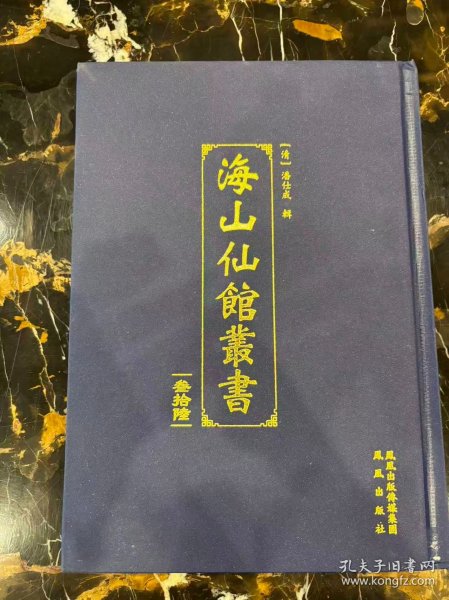 [清]潘仕成 輯
海山仙館叢書
叁拾陸
鳳凰出版傳媒集團
鳳凰出版社
孔夫子旧书网
www.kongfz.com